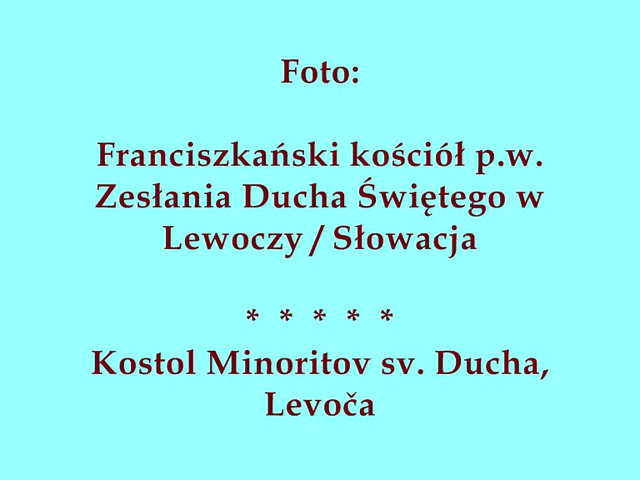 Foto:
Franciszkański kościół p.w.
Zesłania Ducha Świętego w
Lewoczy / Słowacja
* * * * *
Kostol Minoritov sv. Ducha,
Levoča